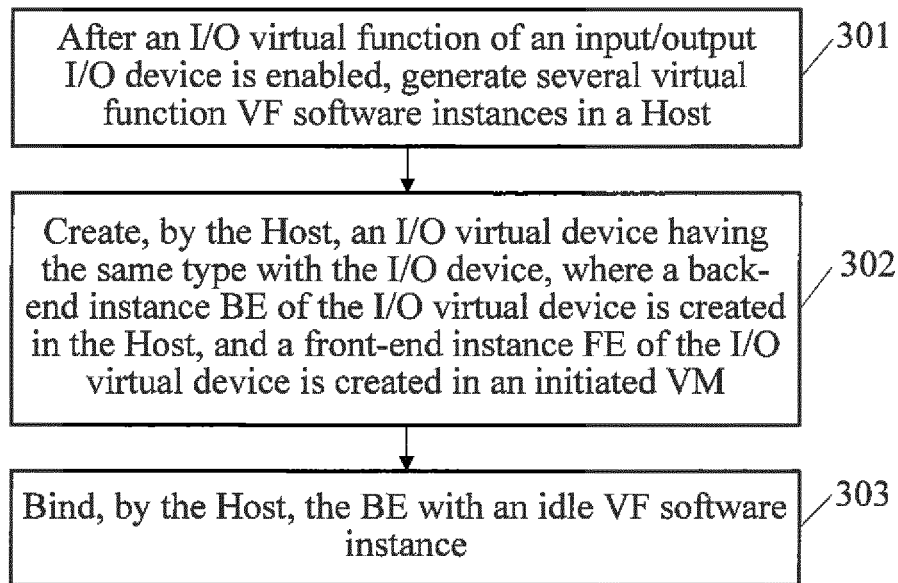 After an I/O virtual function of an input/output
I/O device is enabled, generate several virtual
function VF software instances in a Host
301
Create, by the Host, an I/O virtual device having
the same type with the I/O device, where a back-
end instance BE of the I/O virtual device is created
in the Host, and a front-end instance FE of the I/O
virtual device is created in an initiated VM
302
Bind, by the Host, the BE with an idle VF software
instance
303